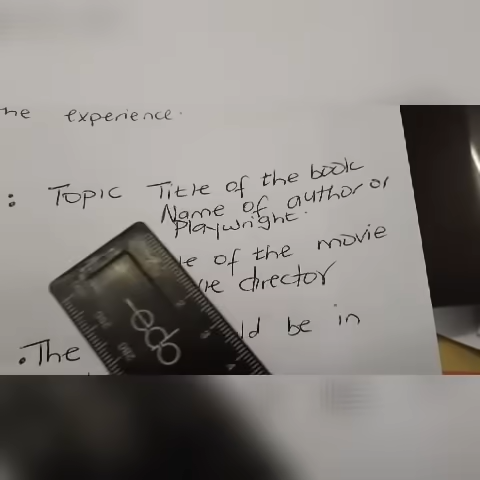 he experience.
: Topic Title of the book
Name of author or
Playwright.
of the movie
director
ld be in
.The
edo